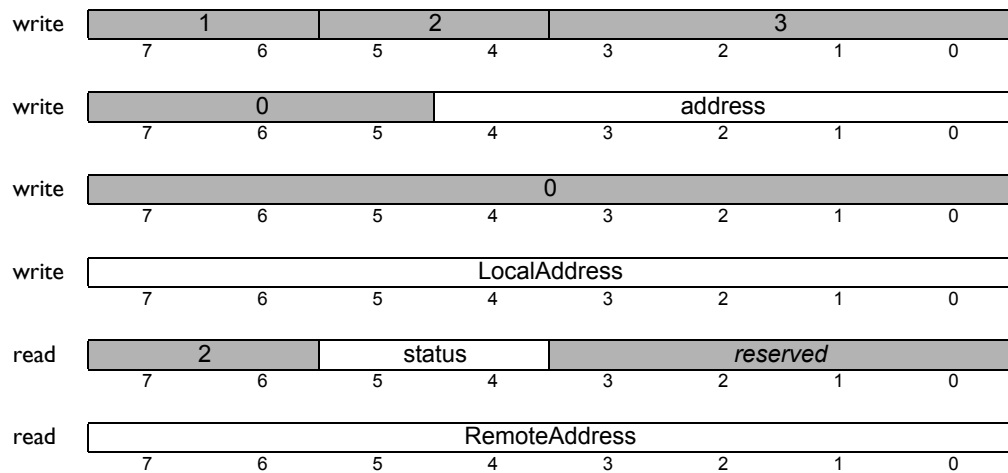 write 1 2 3
7 6 5 4 3 2 1 0
write 0 address
7 6 5 4 3 2 1 0
write 0
7 6 5 4 3 2 1 0
write LocalAddress
7 6 5 4 3 2 1 0
read 2 status reserved
7 6 5 4 3 2 1 0
read RemoteAddress
7 6 5 4 3 2 1 0